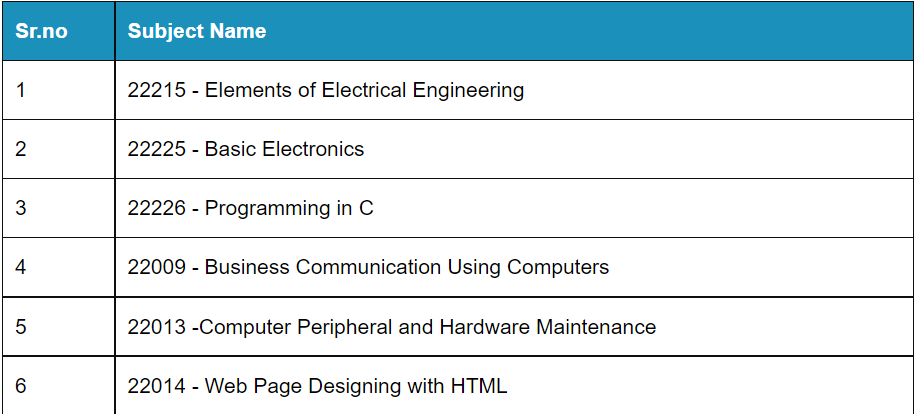 Sr.no Subject Name
1 22215 - Elements of Electrical Engineering
2 22225 - Basic Electronics
3 22226 - Programming in C
4 22009 - Business Communication Using Computers
5 22013 -Computer Peripheral and Hardware Maintenance
6 22014 - Web Page Designing with HTML